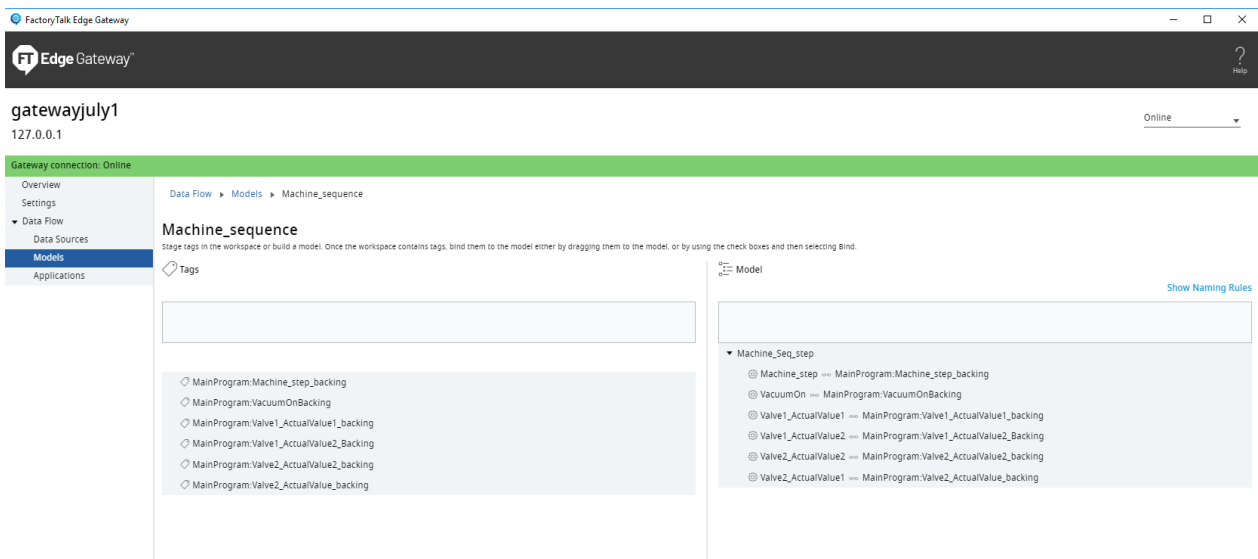 FactoryTalk Edge Gateway
FT Edge Gateway™
?
Help
gatewayjuly1
127.0.0.1
Online
Gateway connection: Online
Overview
Settings
Data Flow
Data Sources
Models
Applications
Data Flow ▸ Models ▸ Machine_sequence
Machine_sequence
Stage tags in the workspace or build a model. Once the workspace contains tags, bind them to the model either by dragging them to the model, or by using the check boxes and then selecting Bind.
Tags
MainProgram:Machine_step_backing
MainProgram:VacuumOnBacking
MainProgram:Valve1_ActualValue1_backing
MainProgram:Valve1_ActualValue2_Backing
MainProgram:Valve2_ActualValue2_backing
MainProgram:Valve2_ActualValue_backing
Model
Show Naming Rules
Machine_Seq_step
Machine_step MainProgram:Machine_step_backing
VacuumOn MainProgram:VacuumOnBacking
Valve1_ActualValue1 MainProgram:Valve1_ActualValue1_backing
Valve1_ActualValue2 MainProgram:Valve1_ActualValue2_Backing
Valve2_ActualValue2 MainProgram:Valve2_ActualValue2_backing
Valve2_ActualValue1 MainProgram:Valve2_ActualValue_backing